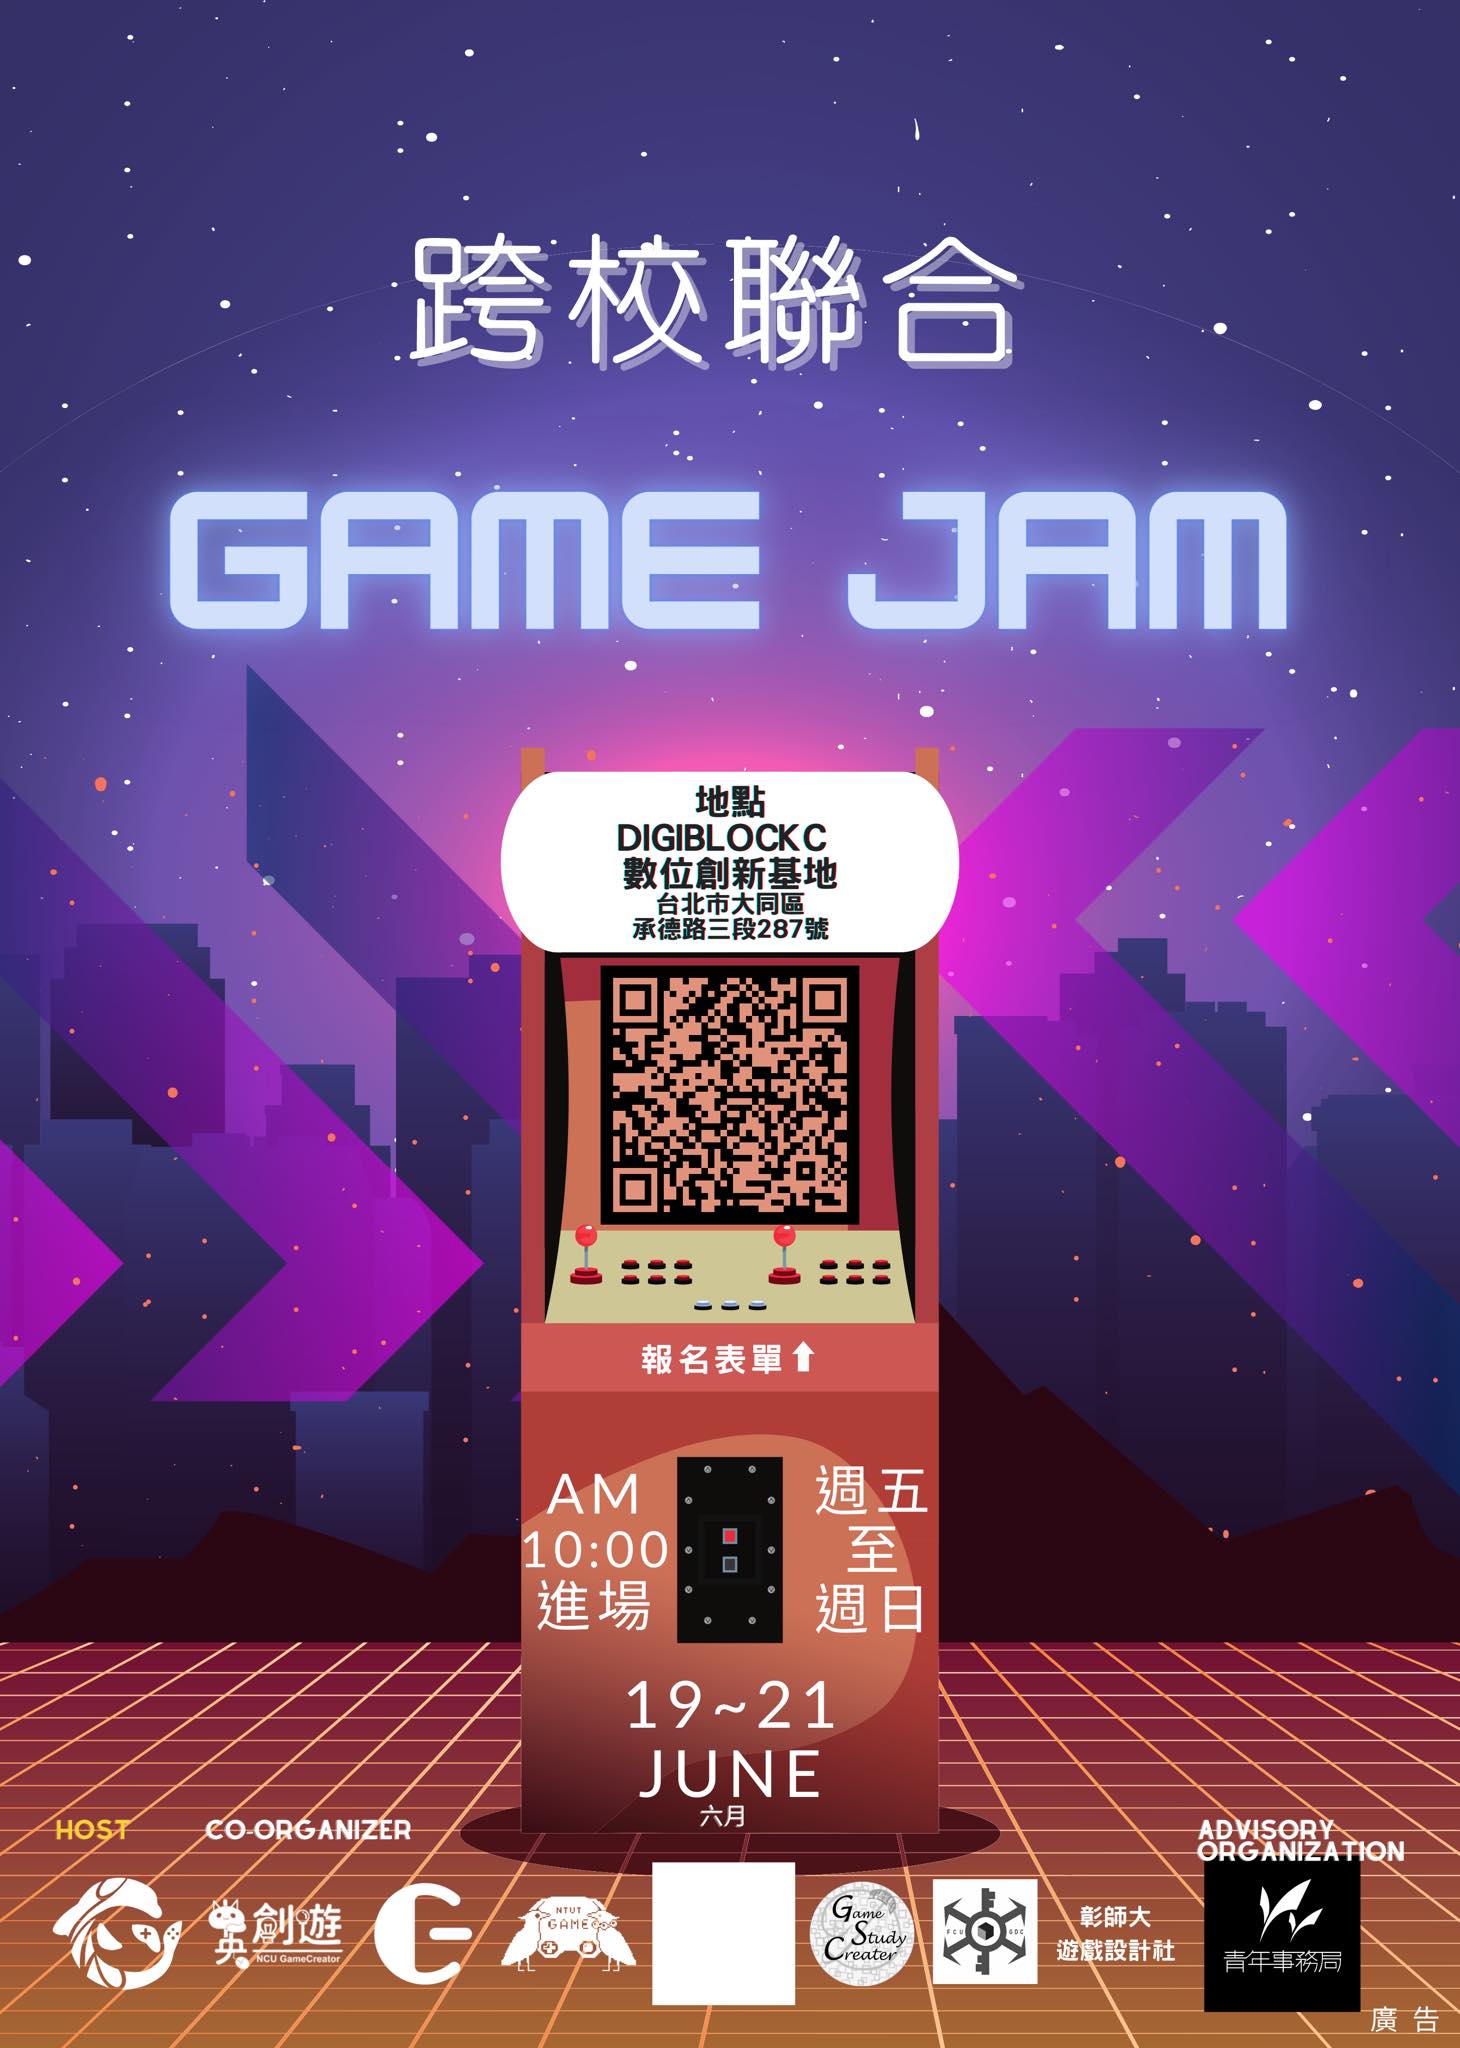 跨校聯合
GAME JAM
地點
DIGIBLOCK C
數位創新基地
台北市大同區
承德路三段287號
報名表單⬆
AM
10:00
進場
週五
至
週日
19~21
JUNE
六月
HOST
CO-ORGANIZER
ADVISORY
ORGANIZATION
英創遊
NCU GameCreator
NTUT
GAME
Game
Study
Creater
FCU GDC
彰師大
遊戲設計社
青年事務局
廣告